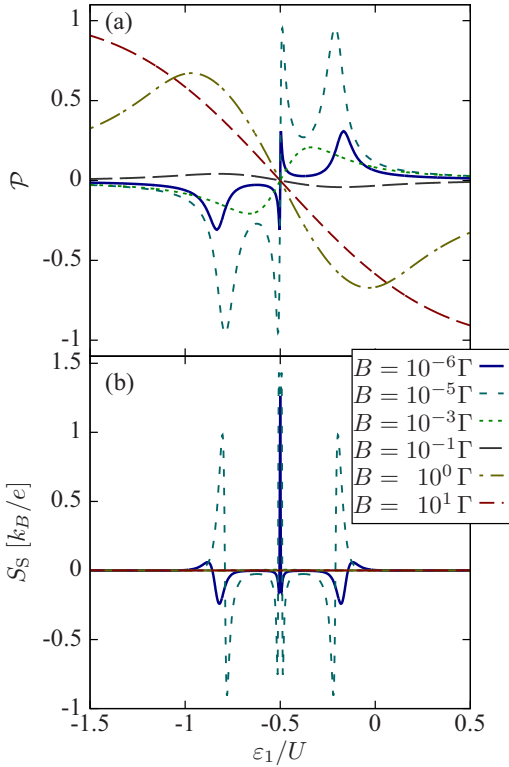 (a)
1
0.5
0
-0.5
-1
𝒫
(b)
1.5
1
0.5
0
-0.5
-1
S_S [k_B/e]
B = 10^{-6}Γ
B = 10^{-5}Γ
B = 10^{-3}Γ
B = 10^{-1}Γ
B = 10^{0}Γ
B = 10^{1}Γ
-1.5
-1
-0.5
0
0.5
ε_1/U